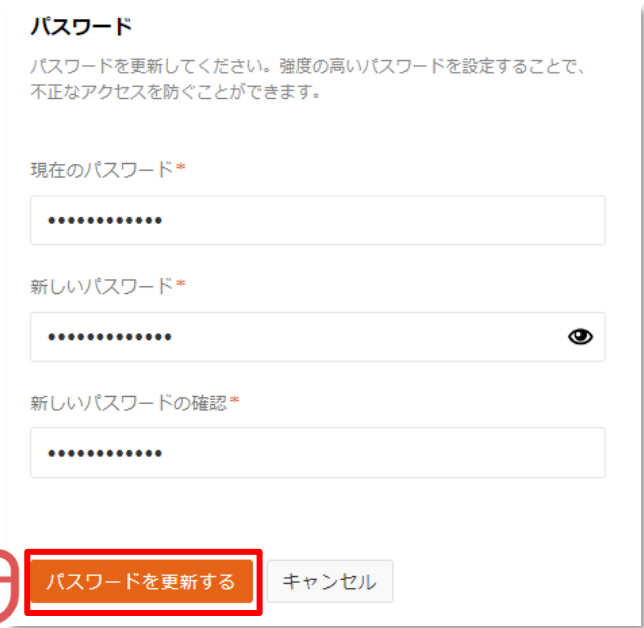 パスワード
パスワードを更新してください。強度の高いパスワードを設定することで、
不正なアクセスを防ぐことができます。
現在のパスワード*
••••••••••••
新しいパスワード*
•••••••••••••
新しいパスワードの確認*
••••••••••••
パスワードを更新する キャンセル